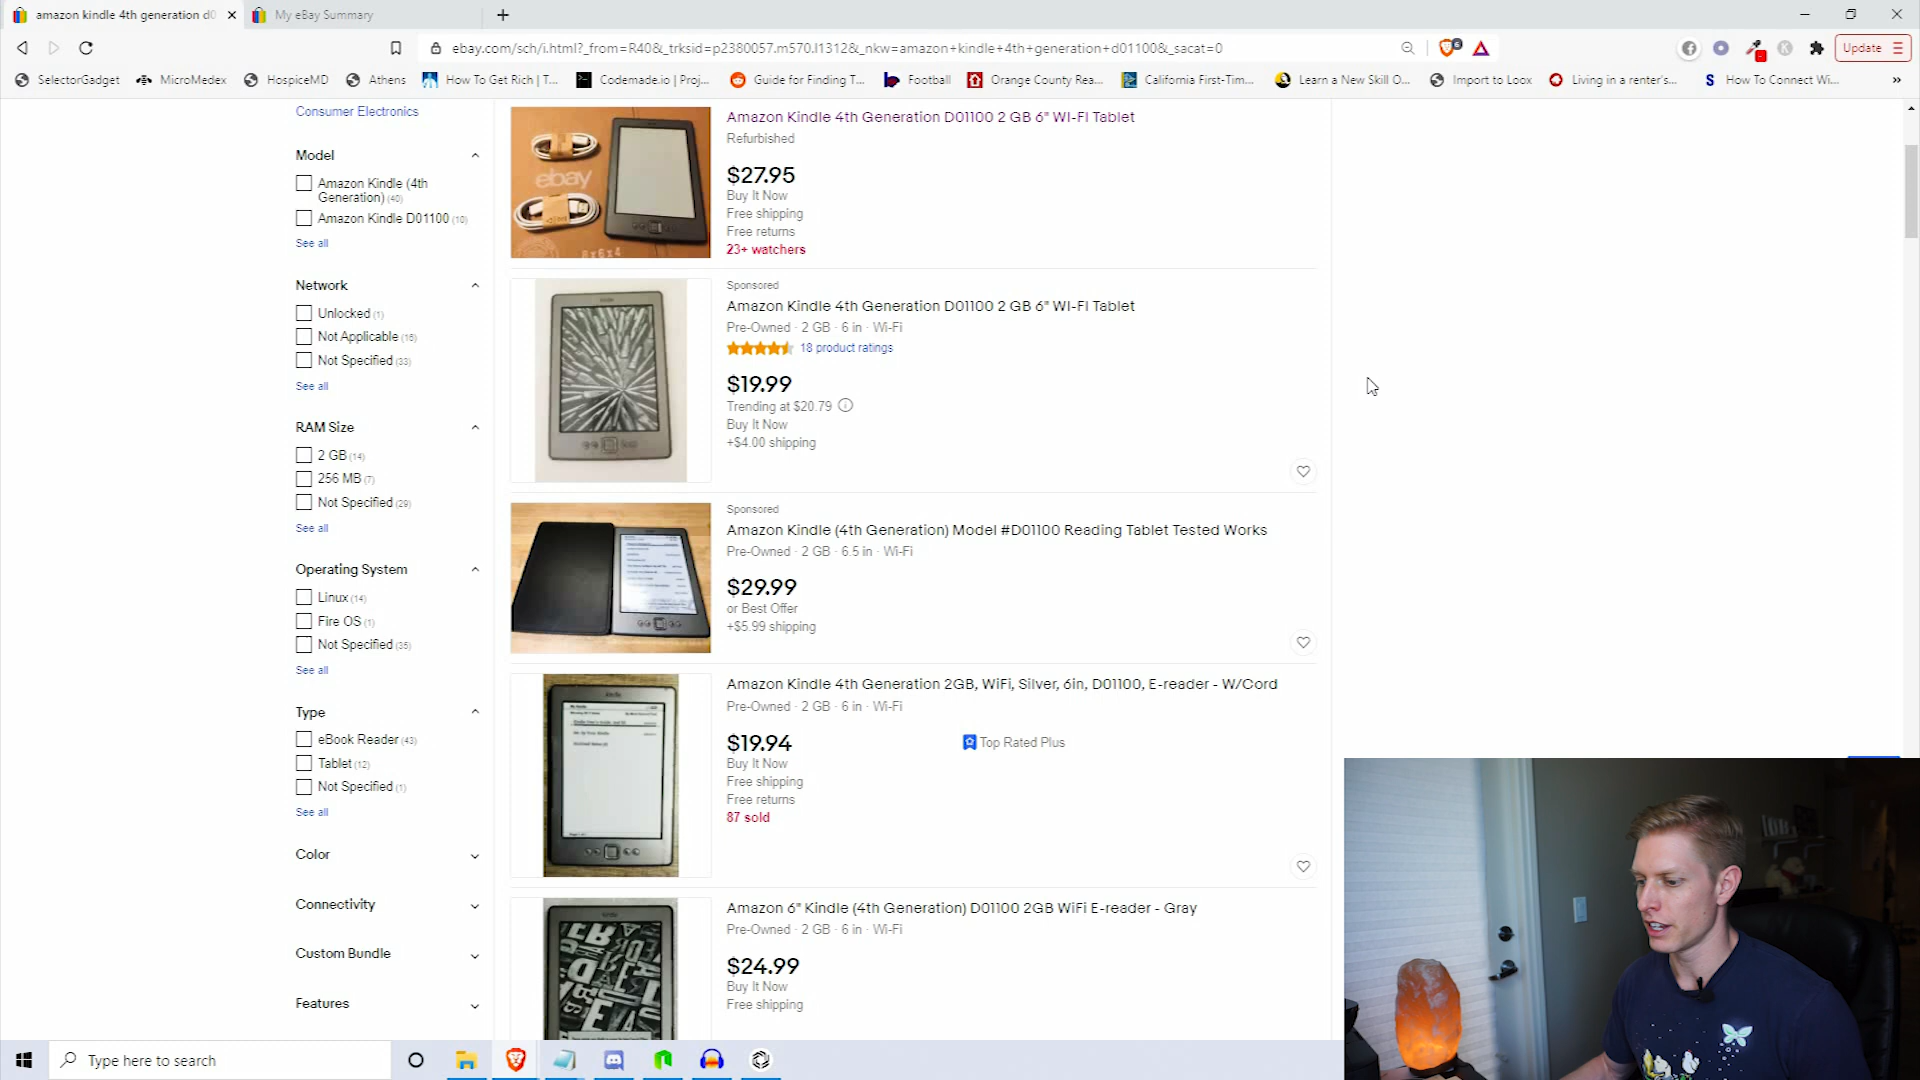 amazon kindle 4th generation d0
My eBay Summary
ebay.com/sch/i.html?_from=R40&_trksid=p2380057.m570.l1312&_nkw=amazon+kindle+4th+generation+d01100&_sacat=0
Update
SelectorGadget
MicroMedex
HospiceMD
Athens
How To Get Rich | T...
Codemade.io | Proj...
Guide for Finding T...
Football
Orange County Rea...
California First-Tim...
Learn a New Skill O...
Import to Loox
Living in a renter's...
How To Connect Wi...
»
Consumer Electronics
Model
Amazon Kindle (4th
Generation) (40)
Amazon Kindle D01100 (10)
See all
Network
Unlocked (1)
Not Applicable (16)
Not Specified (33)
See all
RAM Size
2 GB (14)
256 MB (7)
Not Specified (29)
See all
Operating System
Linux (14)
Fire OS (1)
Not Specified (35)
See all
Type
eBook Reader (43)
Tablet (12)
Not Specified (1)
See all
Color
Connectivity
Custom Bundle
Features
ebay
8x6x4
Amazon Kindle 4th Generation D01100 2 GB 6" WI-FI Tablet
Refurbished
$27.95
Buy It Now
Free shipping
Free returns
23+ watchers
Sponsored
Amazon Kindle 4th Generation D01100 2 GB 6" WI-FI Tablet
Pre-Owned · 2 GB · 6 in · Wi-Fi
18 product ratings
$19.99
Trending at $20.79
Buy It Now
+$4.00 shipping
Sponsored
Amazon Kindle (4th Generation) Model #D01100 Reading Tablet Tested Works
Pre-Owned · 2 GB · 6.5 in · Wi-Fi
$29.99
or Best Offer
+$5.99 shipping
Amazon Kindle 4th Generation 2GB, WiFi, Silver, 6in, D01100, E-reader - W/Cord
Pre-Owned · 2 GB · 6 in · Wi-Fi
$19.94
Top Rated Plus
Buy It Now
Free shipping
Free returns
87 sold
Amazon 6" Kindle (4th Generation) D01100 2GB WiFi E-reader - Gray
Pre-Owned · 2 GB · 6 in · Wi-Fi
$24.99
Buy It Now
Free shipping
Type here to search